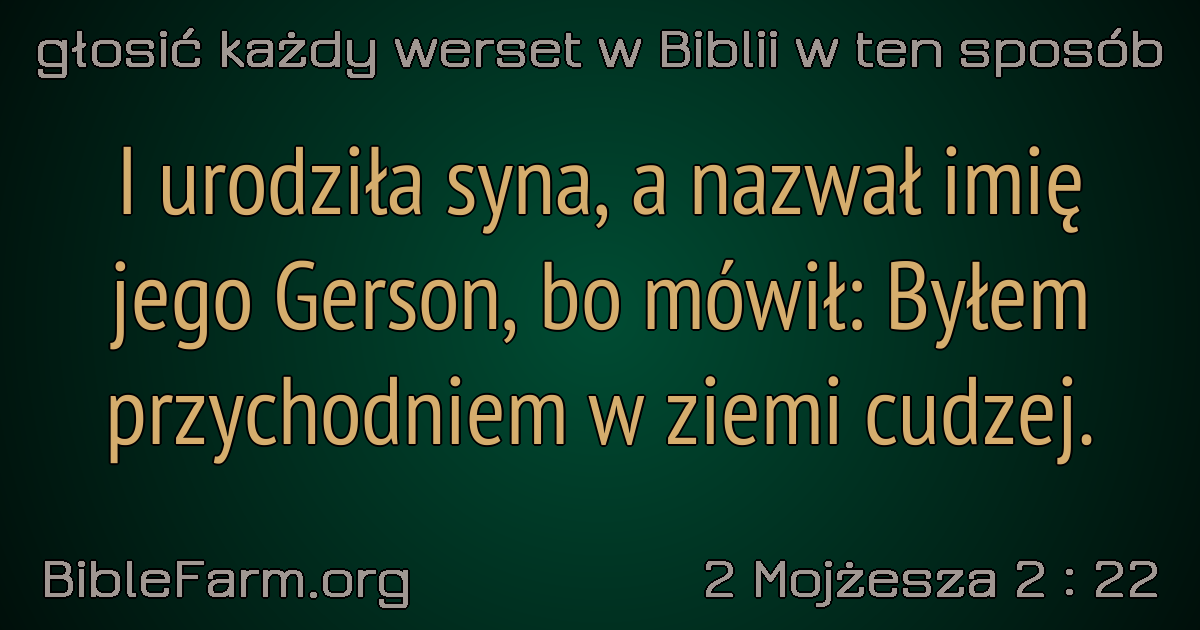 głosić każdy werset w Biblii w ten sposób
I urodziła syna, a nazwał imię
jego Gerson, bo mówił: Byłem
przychodniem w ziemi cudzej.
BibleFarm.org
2 Mojżesza 2 : 22